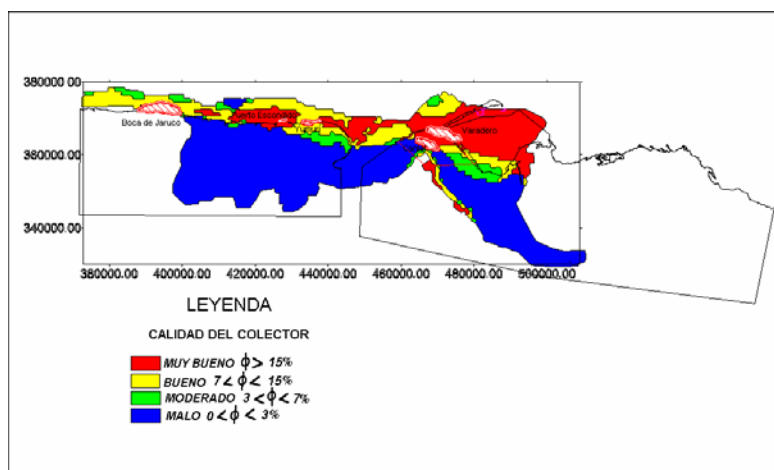 380000.00
360000.00
340000.00
Boca de Jaruco
Puerto Escondido
Yumuri
Varadero
380000.00 400000.00 420000.00 440000.00 460000.00 480000.00 500000.00
LEYENDA
CALIDAD DEL COLECTOR
MUY BUENO ϕ > 15%
BUENO 7 < ϕ < 15%
MODERADO 3 < ϕ < 7%
MALO 0 < ϕ < 3%